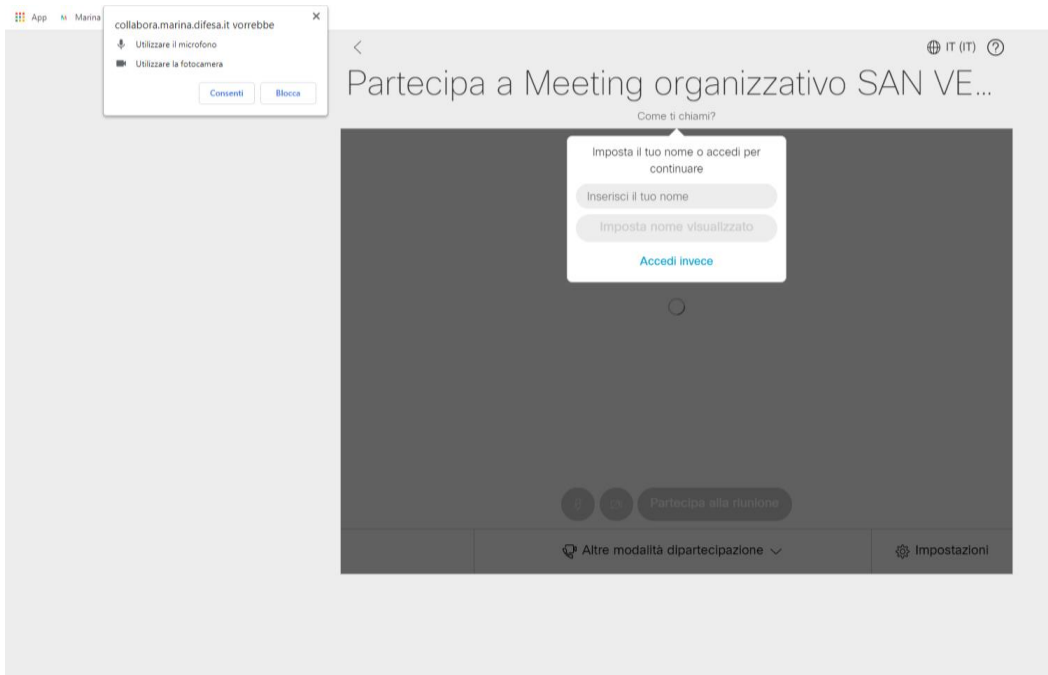 App Marina
collabora.marina.difesa.it vorrebbe
Utilizzare il microfono
Utilizzare la fotocamera
Consenti Blocca
IT (IT)
Partecipa a Meeting organizzativo SAN VE...
Come ti chiami?
Imposta il tuo nome o accedi per
continuare
Inserisci il tuo nome
Imposta nome visualizzato
Accedi invece
Partecipa alla riunione
Altre modalità dipartecipazione
Impostazioni